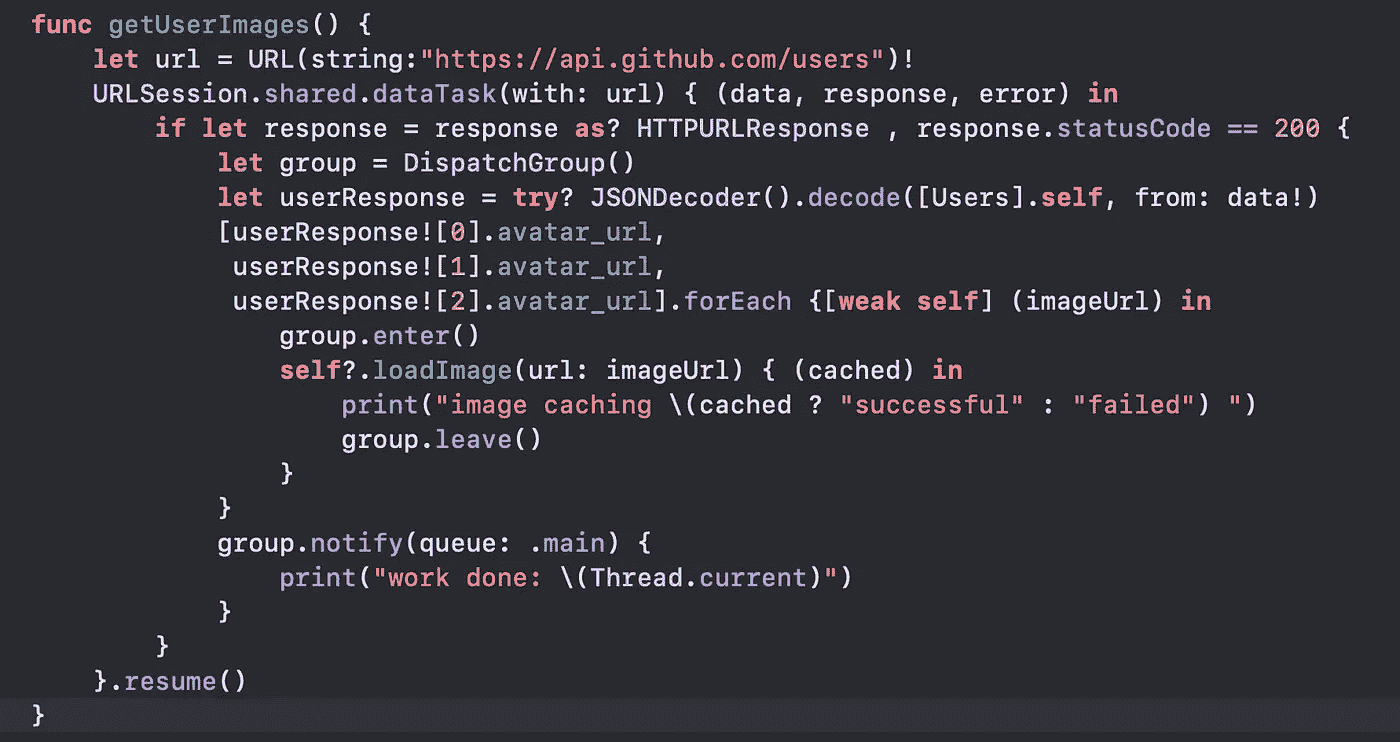 func getUserImages() {
    let url = URL(string:"https://api.github.com/users")!
    URLSession.shared.dataTask(with: url) { (data, response, error) in
        if let response = response as? HTTPURLResponse , response.statusCode == 200 {
            let group = DispatchGroup()
            let userResponse = try? JSONDecoder().decode([Users].self, from: data!)
            [userResponse![0].avatar_url,
             userResponse![1].avatar_url,
             userResponse![2].avatar_url].forEach {[weak self] (imageUrl) in
                group.enter()
                self?.loadImage(url: imageUrl) { (cached) in
                    print("image caching \(cached ? "successful" : "failed") ")
                    group.leave()
                }
            }
            group.notify(queue: .main) {
                print("work done: \(Thread.current)")
            }
        }
    }.resume()
}